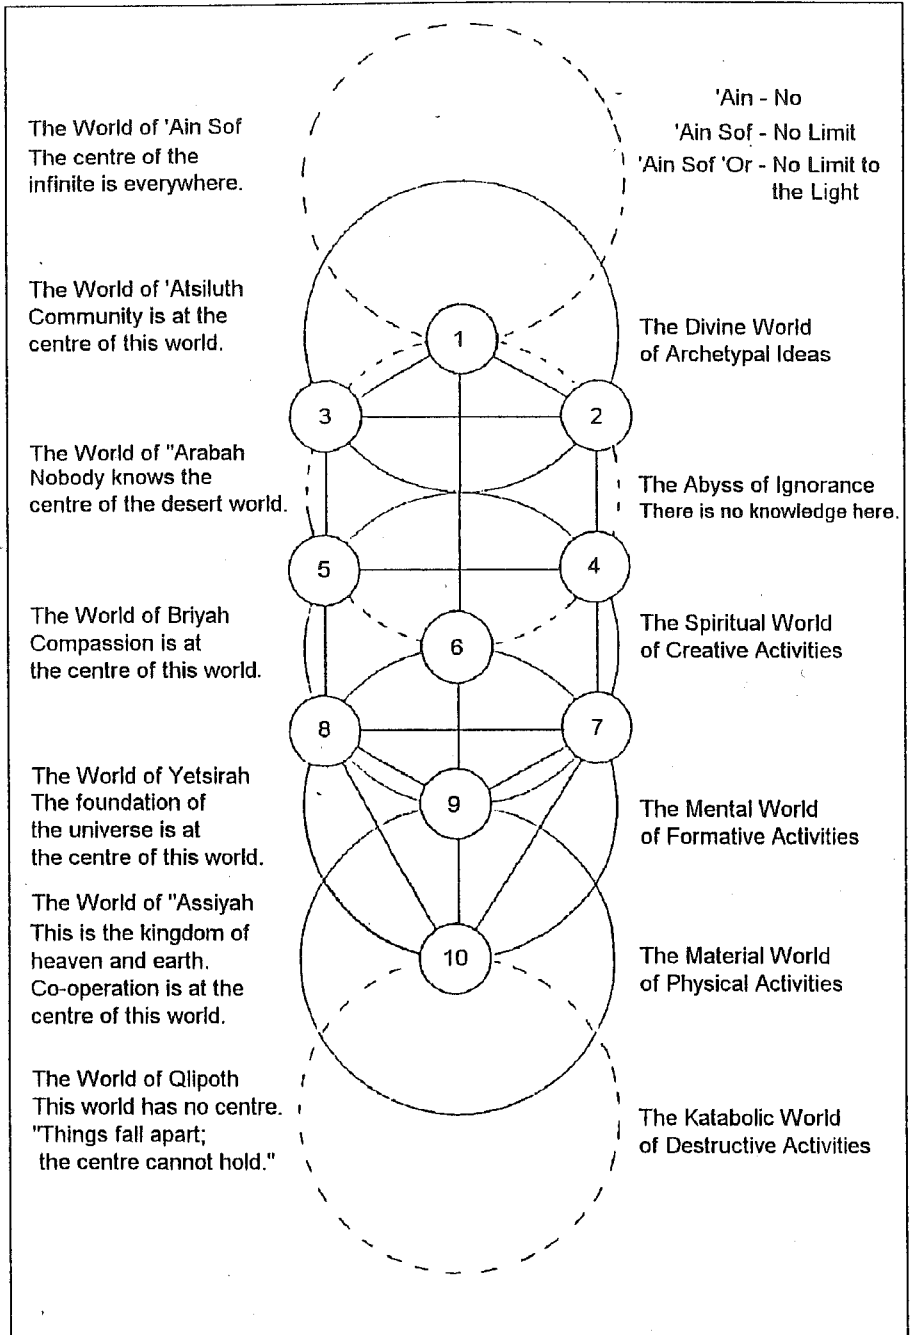 'Ain - No
The World of 'Ain Sof
'Ain Sof - No Limit
The centre of the
infinite is everywhere.
'Ain Sof 'Or - No Limit to
the Light
The World of 'Atsiluth
Community is at the
centre of this world.
The Divine World
of Archetypal Ideas
1
3
2
The World of "Arabah
Nobody knows the
centre of the desert world.
The Abyss of Ignorance
There is no knowledge here.
5
4
The World of Briyah
Compassion is at
the centre of this world.
The Spiritual World
of Creative Activities
6
8
7
The World of Yetsirah
The foundation of
the universe is at
the centre of this world.
9
The Mental World
of Formative Activities
The World of "Assiyah
This is the kingdom of
heaven and earth.
Co-operation is at the
centre of this world.
10
The Material World
of Physical Activities
The World of Qlipoth
This world has no centre.
"Things fall apart;
the centre cannot hold."
The Katabolic World
of Destructive Activities